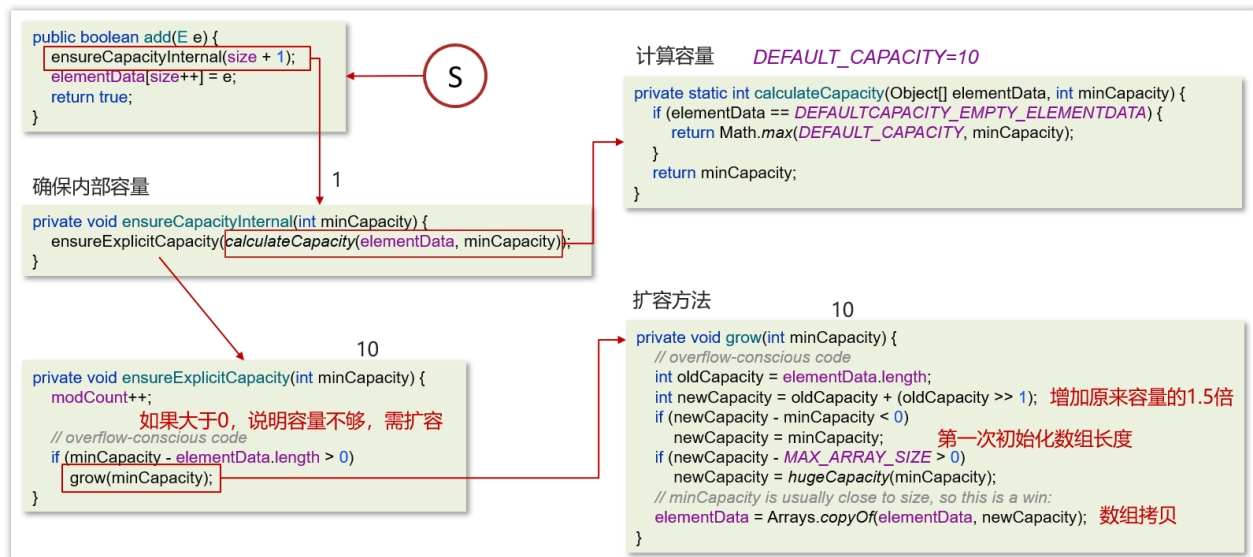 public boolean add(E e) {
ensureCapacityInternal(size + 1);
elementData[size++] = e;
return true;
}
S
计算容量 DEFAULT_CAPACITY=10
private static int calculateCapacity(Object[] elementData, int minCapacity) {
if (elementData == DEFAULTCAPACITY_EMPTY_ELEMENTDATA) {
return Math.max(DEFAULT_CAPACITY, minCapacity);
}
return minCapacity;
}
确保内部容量
1
private void ensureCapacityInternal(int minCapacity) {
ensureExplicitCapacity(calculateCapacity(elementData, minCapacity));
}
10
private void ensureExplicitCapacity(int minCapacity) {
modCount++;
如果大于0，说明容量不够，需扩容
// overflow-conscious code
if (minCapacity - elementData.length > 0)
grow(minCapacity);
}
扩容方法
10
private void grow(int minCapacity) {
// overflow-conscious code
int oldCapacity = elementData.length;
int newCapacity = oldCapacity + (oldCapacity >> 1); 增加原来容量的1.5倍
if (newCapacity - minCapacity < 0)
newCapacity = minCapacity; 第一次初始化数组长度
if (newCapacity - MAX_ARRAY_SIZE > 0)
newCapacity = hugeCapacity(minCapacity);
// minCapacity is usually close to size, so this is a win:
elementData = Arrays.copyOf(elementData, newCapacity); 数组拷贝
}